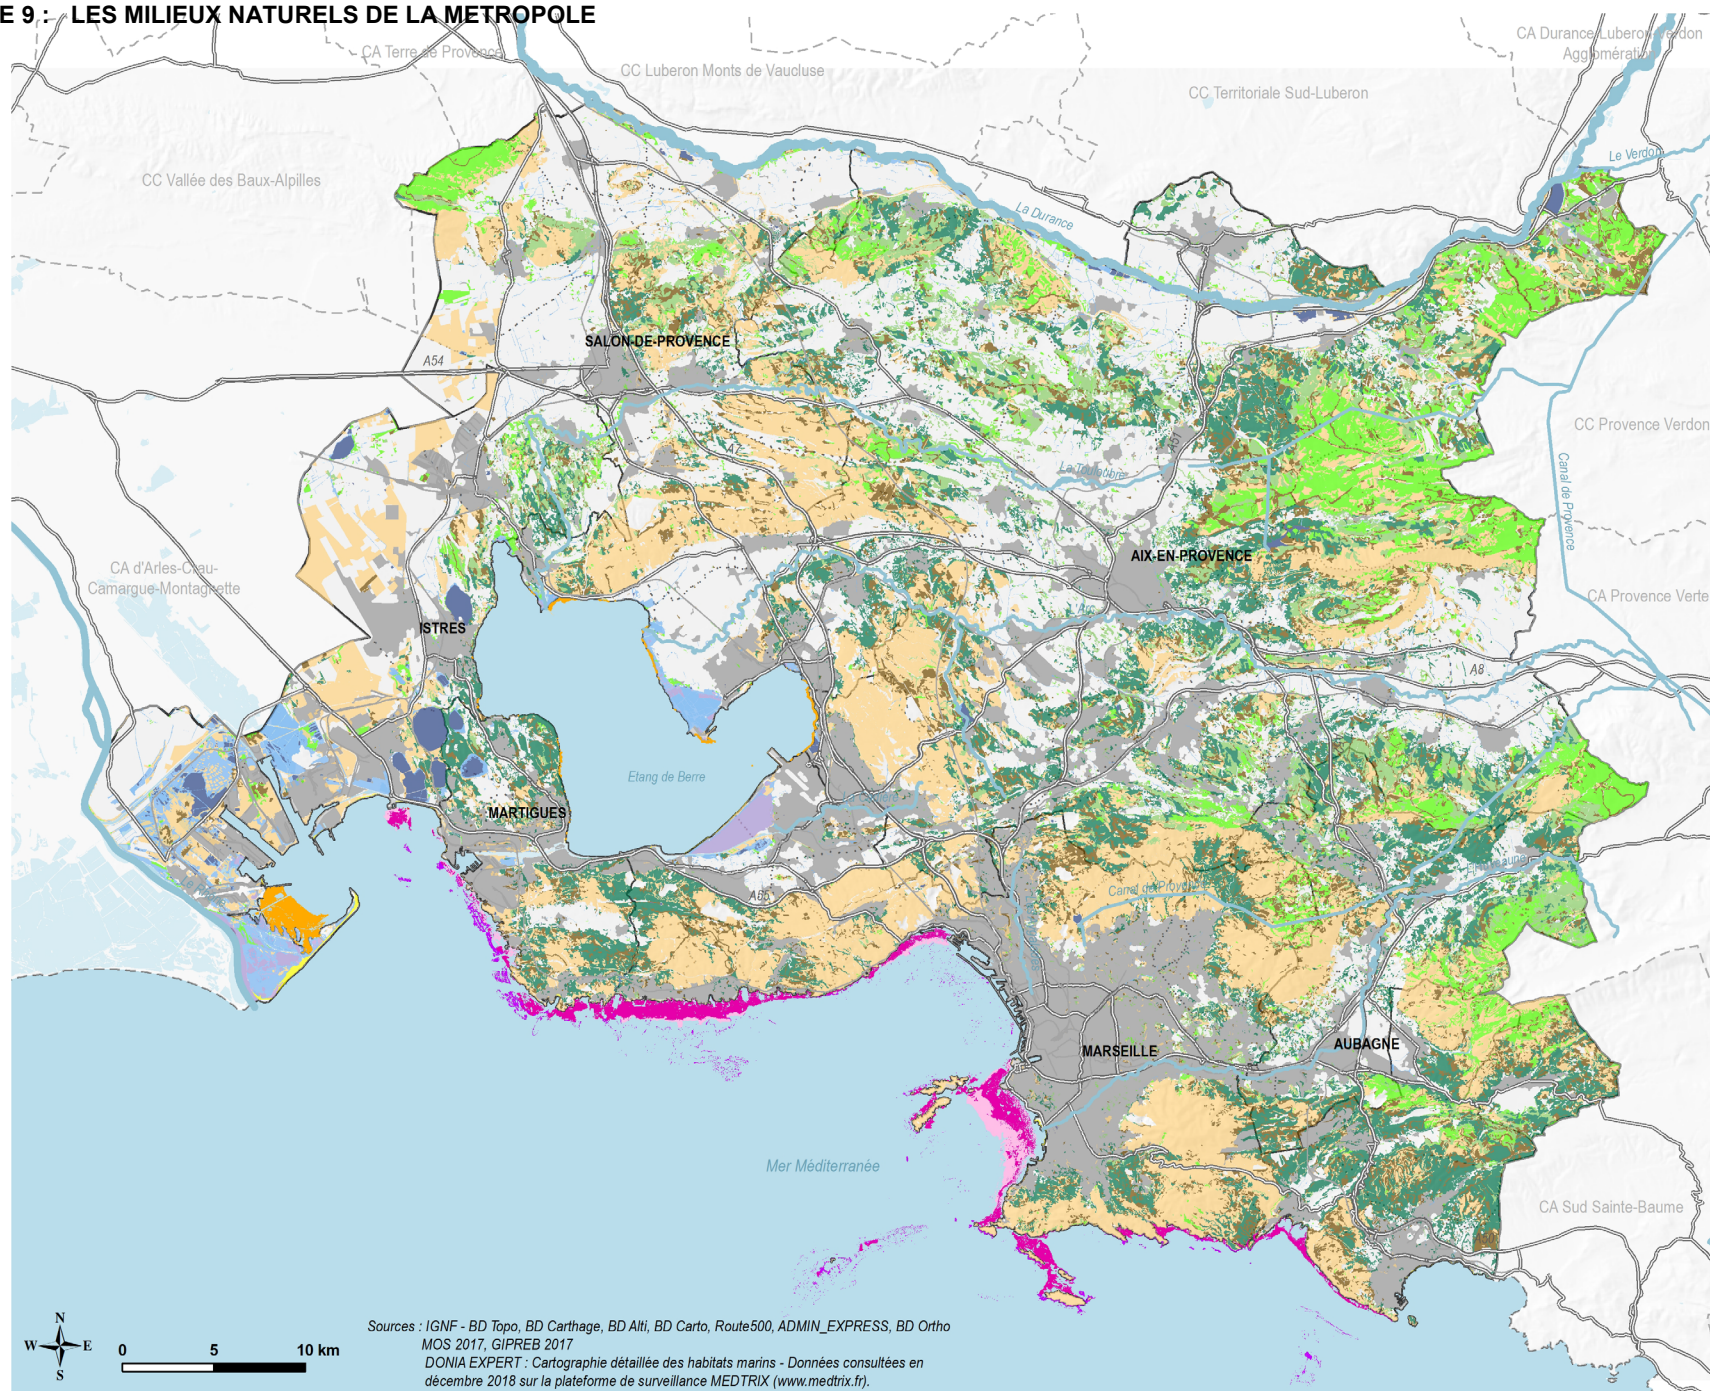 E 9 : LES MILIEUX NATURELS DE LA METROPOLE
CA Terre de Provence
CA Durance Luberon Verdon
Agglomération
CC Luberon Monts de Vaucluse
CC Territoriale Sud-Luberon
Le Verdon
CC Vallée des Baux-Alpilles
La Durance
SALON-DE-PROVENCE
A54
CC Provence Verdon
A7
A51
La Touloubre
Canal de Provence
AIX-EN-PROVENCE
CA d'Arles-Crau-
Camargue-Montagnette
CA Provence Verte
Arc
ISTRES
A8
Etang de Berre
MARTIGUES
Canal de Provence
A55
MARSEILLE
AUBAGNE
Mer Méditerranée
CA Sud Sainte-Baume
A50
N
W E
S
0 5 10 km
Sources : IGNF - BD Topo, BD Carthage, BD Alti, BD Carto, Route500, ADMIN_EXPRESS, BD Ortho
MOS 2017, GIPREB 2017
DONIA EXPERT : Cartographie détaillée des habitats marins - Données consultées en
décembre 2018 sur la plateforme de surveillance MEDTRIX (www.medtrix.fr).